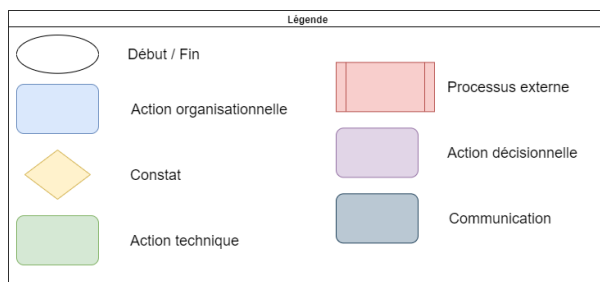 Légende
Début / Fin
Action organisationnelle
Constat
Action technique
Processus externe
Action décisionnelle
Communication